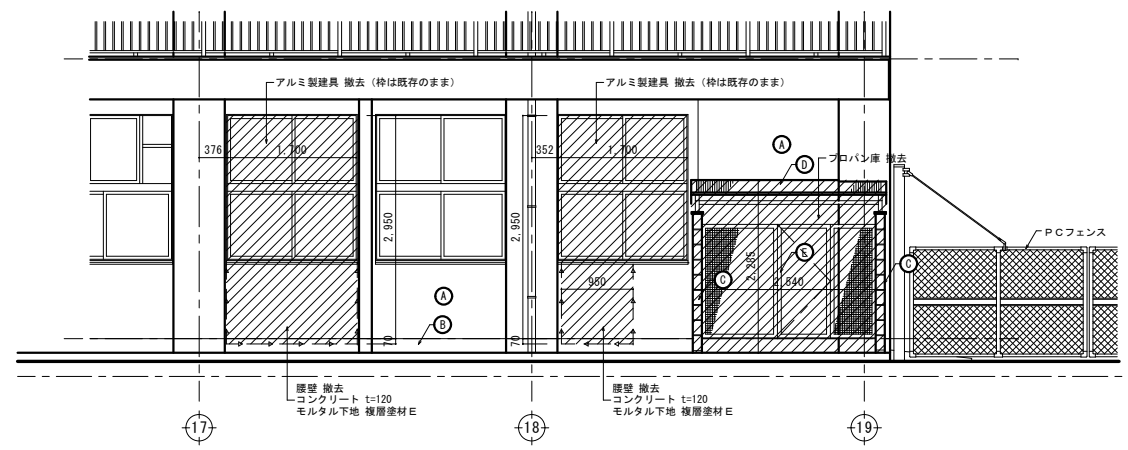 アルミ製建具 撤去（枠は既存のまま）
アルミ製建具 撤去（枠は既存のまま）
376
1,700
352
1,700
A
D
プロパン庫 撤去
2,950
2,950
PCフェンス
E
C
2,285
2,540
C
950
A
B
70
70
腰壁 撤去
コンクリート t=120
モルタル下地 複層塗材E
腰壁 撤去
コンクリート t=120
モルタル下地 複層塗材E
17
18
19